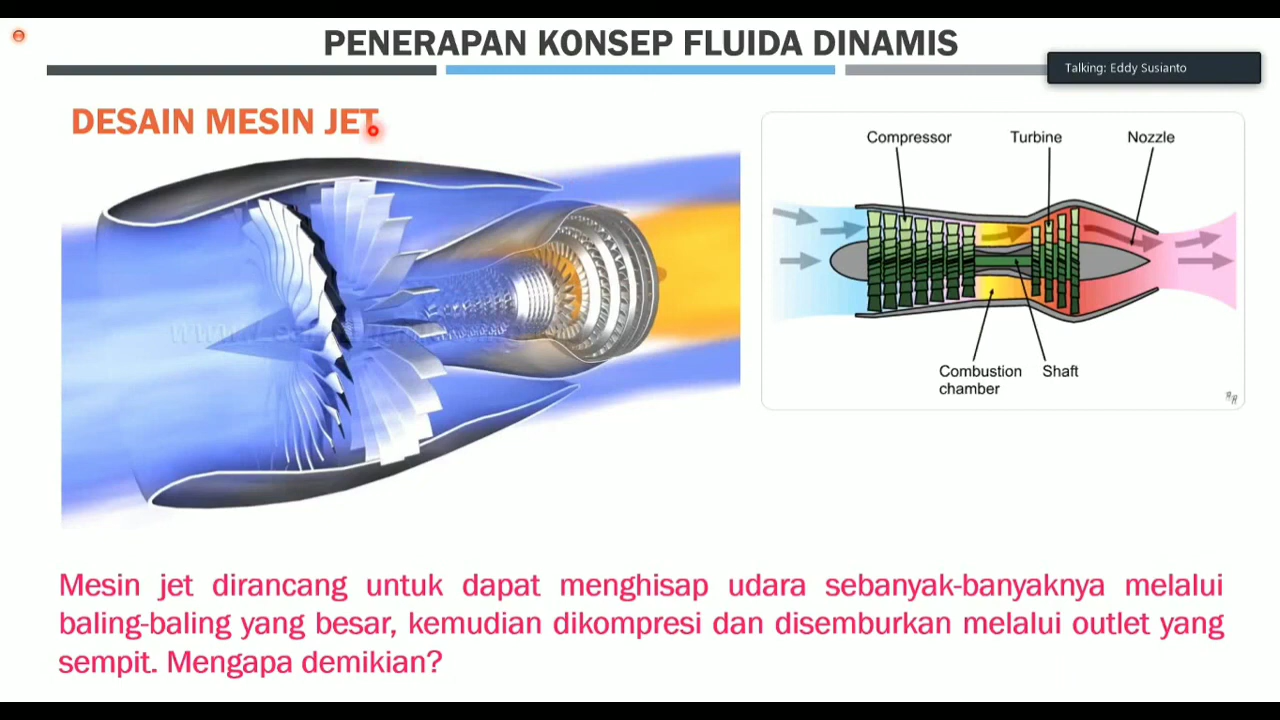 PENERAPAN KONSEP FLUIDA DINAMIS
Talking: Eddy Susianto
DESAIN MESIN JET
Compressor
Turbine
Nozzle
Combustion
chamber
Shaft
Mesin jet dirancang untuk dapat menghisap udara sebanyak-banyaknya melalui
baling-baling yang besar, kemudian dikompresi dan disemburkan melalui outlet yang
sempit. Mengapa demikian?